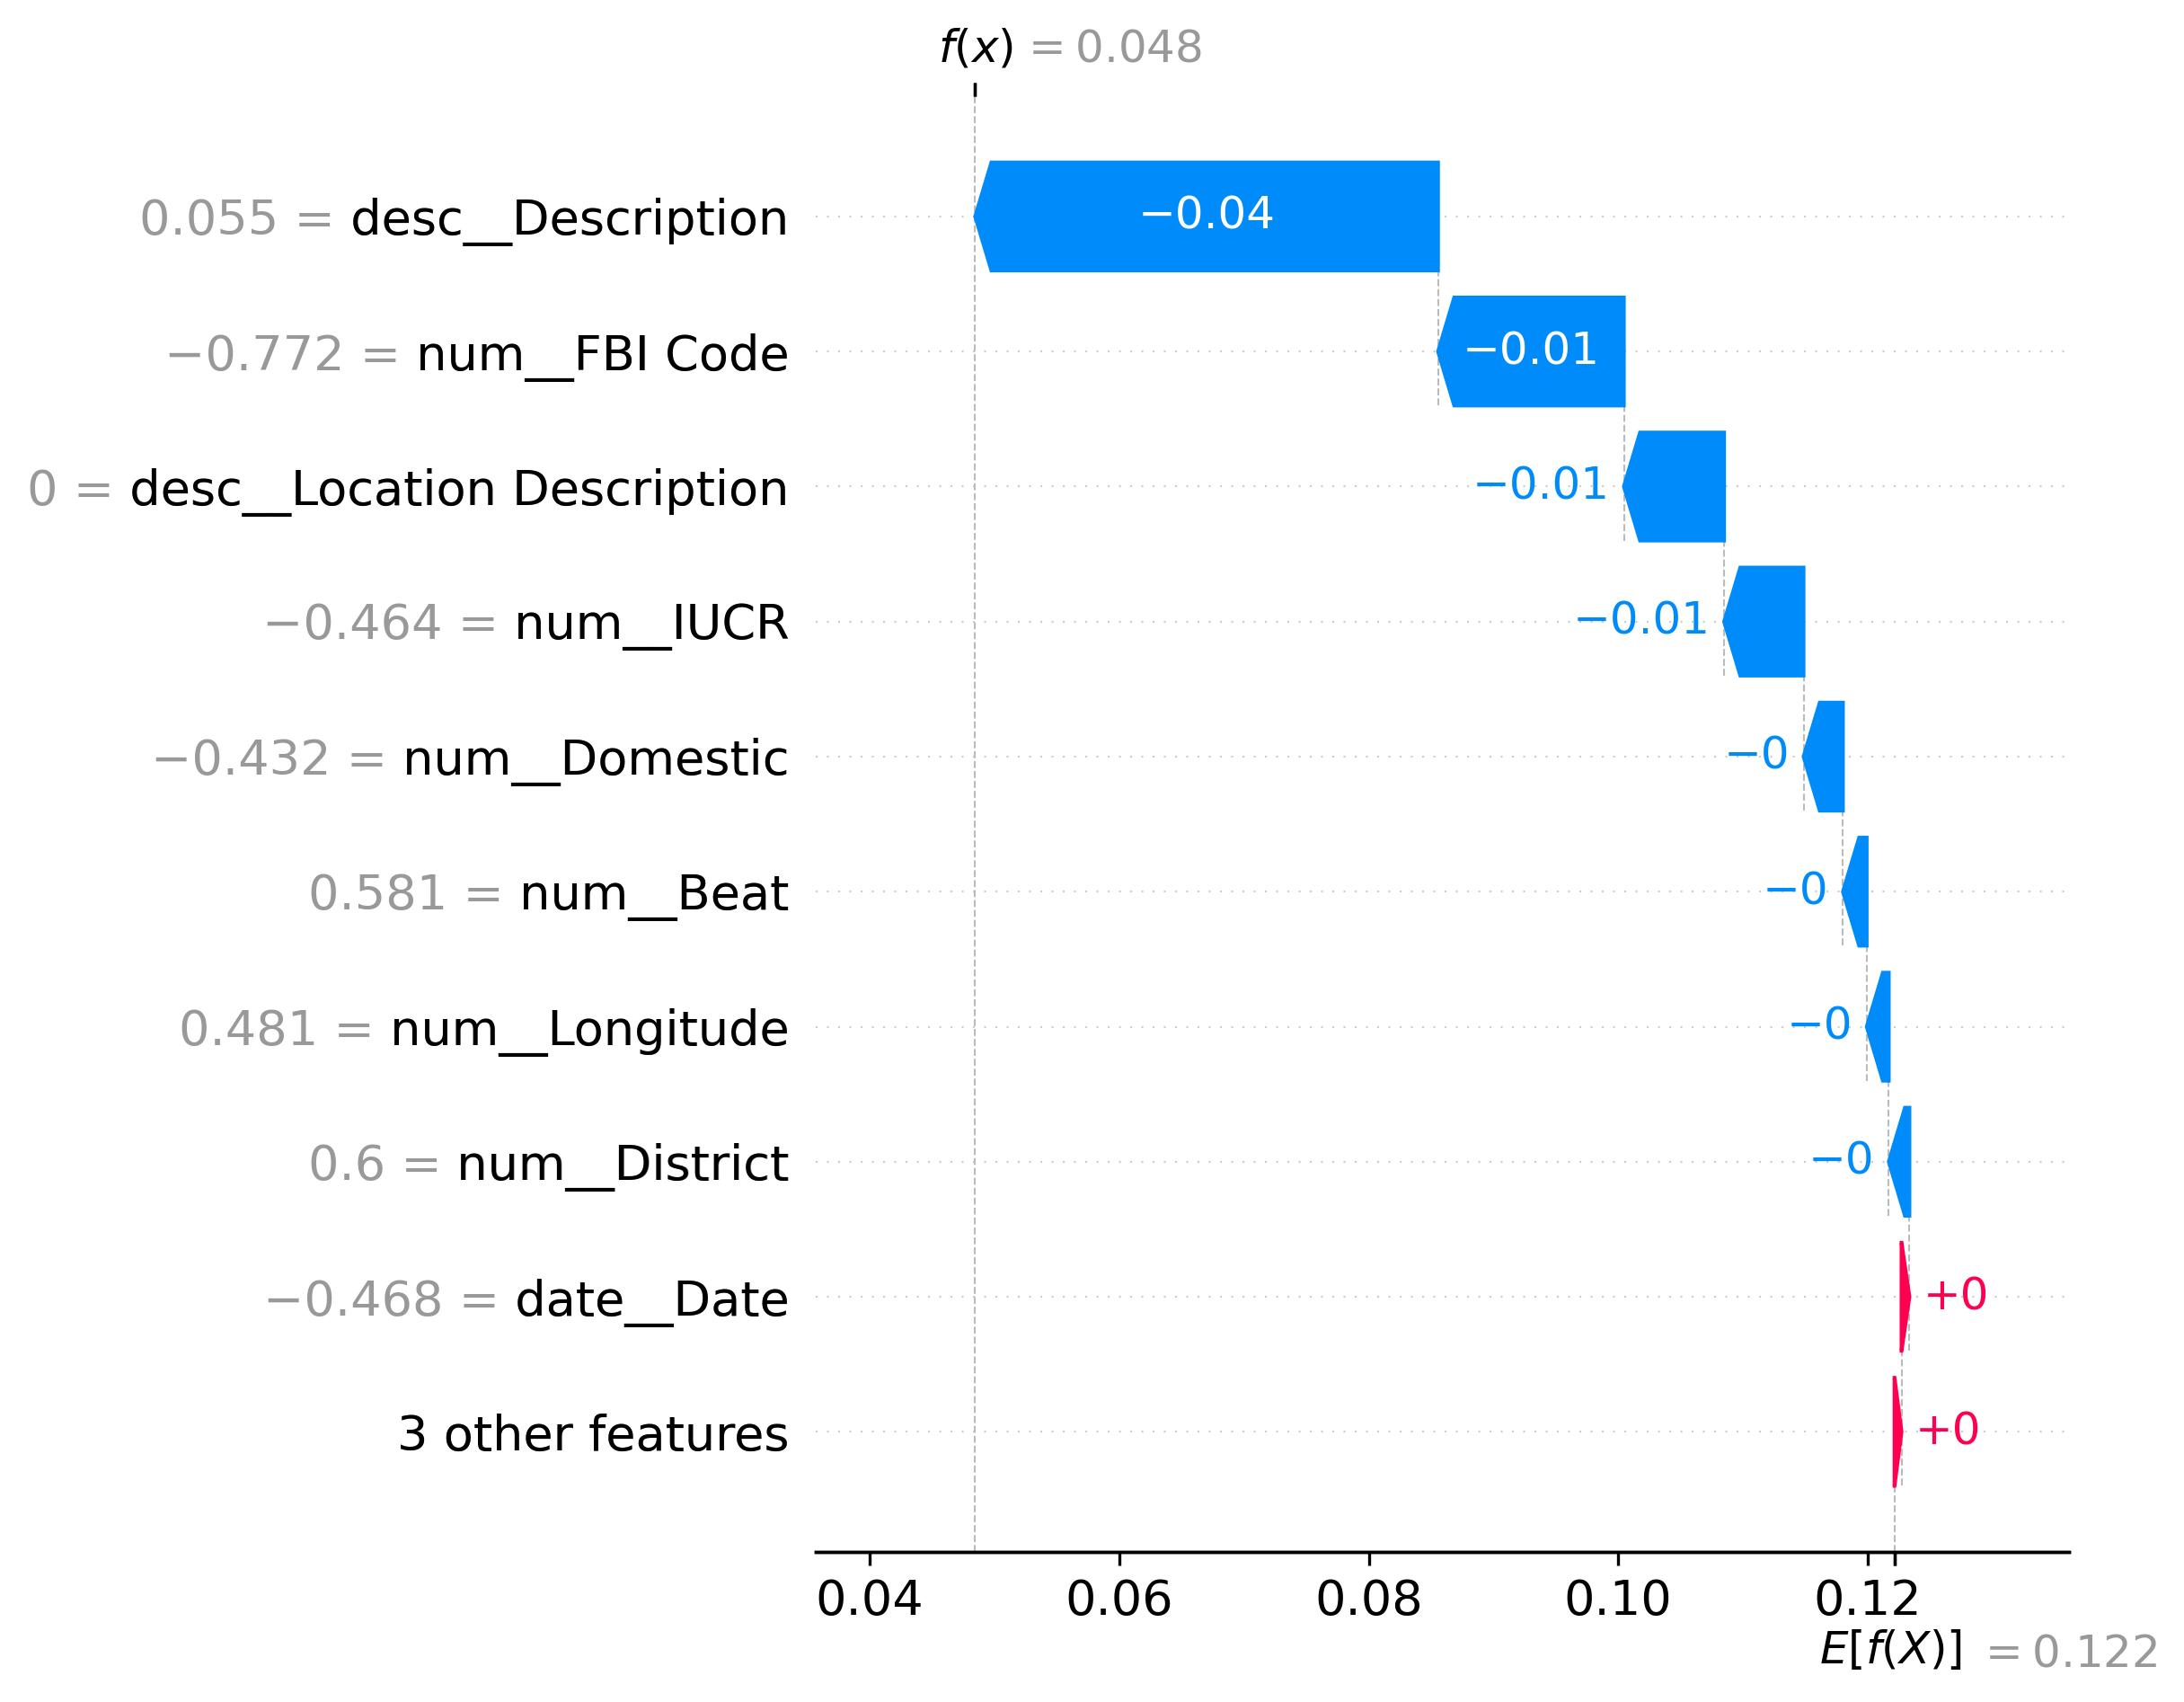 f(x) = 0.048
0.055 = desc__Description −0.04
−0.772 = num__FBI Code −0.01
0 = desc__Location Description −0.01
−0.464 = num__IUCR −0.01
−0.432 = num__Domestic −0
0.581 = num__Beat −0
0.481 = num__Longitude −0
0.6 = num__District −0
−0.468 = date__Date +0
3 other features +0
0.04 0.06 0.08 0.10 0.12
E[f(X)] = 0.122